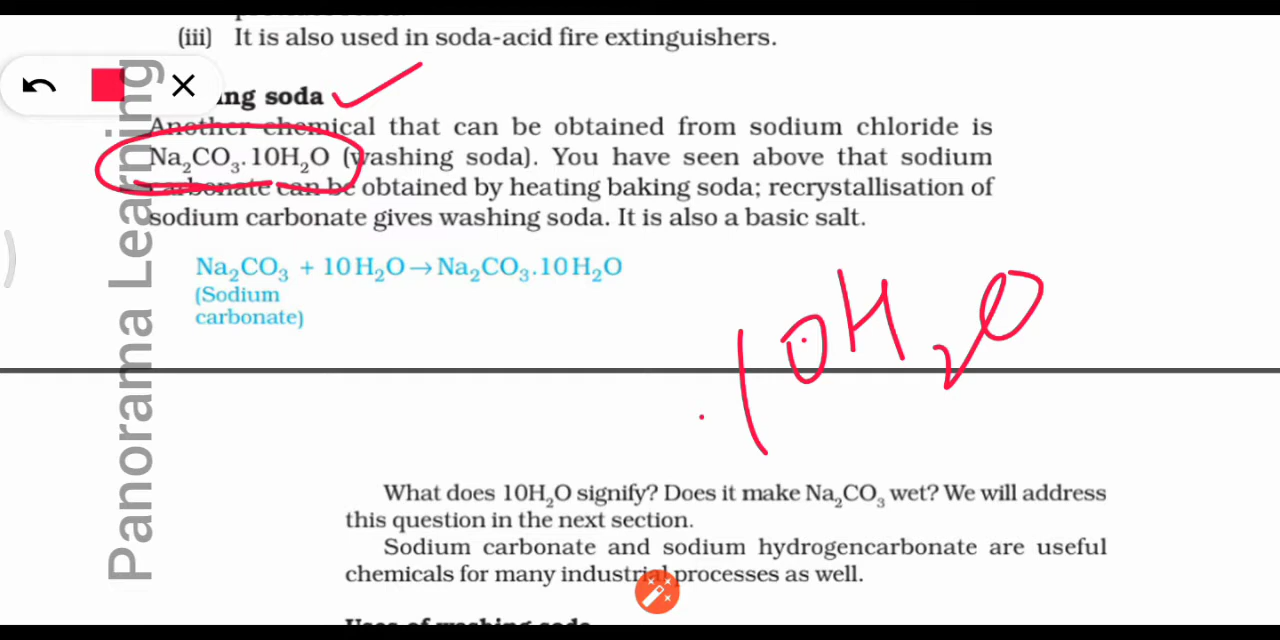 (iii) It is also used in soda-acid fire extinguishers.
ing soda
Another chemical that can be obtained from sodium chloride is
Na₂CO₃.10H₂O (washing soda). You have seen above that sodium
carbonate can be obtained by heating baking soda; recrystallisation of
sodium carbonate gives washing soda. It is also a basic salt.
Na₂CO₃ + 10H₂O → Na₂CO₃.10H₂O
(Sodium
carbonate)
.10H₂O
What does 10H₂O signify? Does it make Na₂CO₃ wet? We will address
this question in the next section.
Sodium carbonate and sodium hydrogencarbonate are useful
chemicals for many industrial processes as well.
Uses of washing soda
Panorama Learning